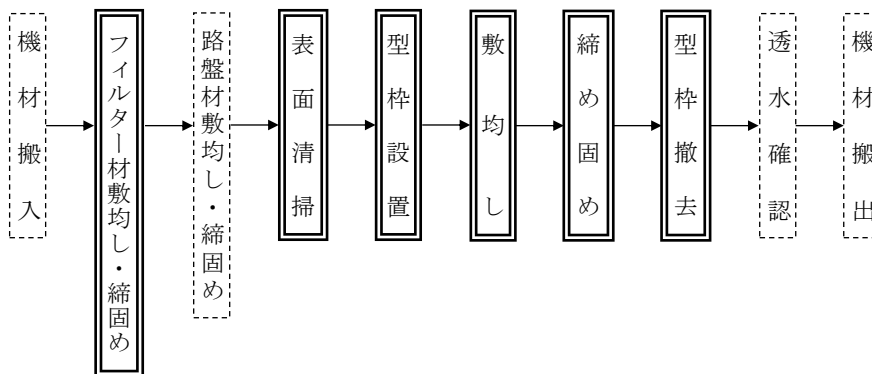 機材搬入
フィルター材敷均し・締固め
路盤材敷均し・締固め
表面清掃
型枠設置
敷均し
締め固め
型枠撤去
透水確認
機材搬出